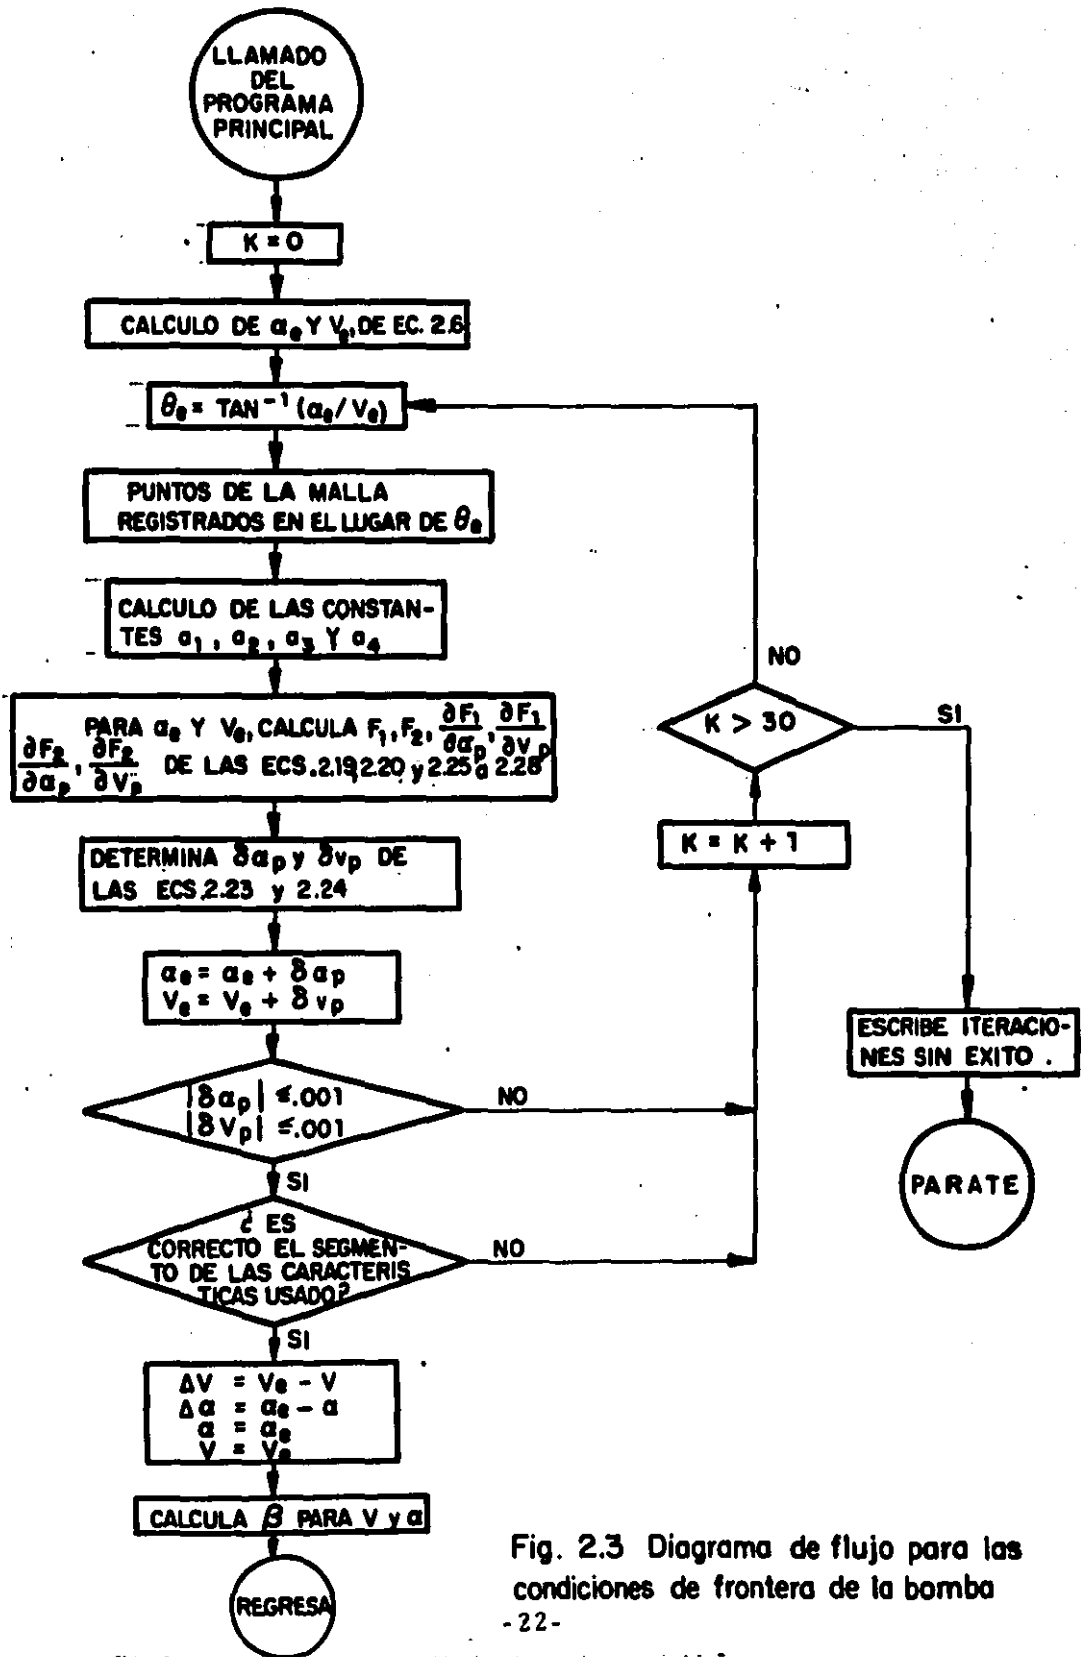 LLAMADO
DEL
PROGRAMA
PRINCIPAL
K = 0
CALCULO DE αe Y Ve, DE EC. 2.6
θe = TAN⁻¹ (αe/Ve)
PUNTOS DE LA MALLA
REGISTRADOS EN EL LUGAR DE θe
CALCULO DE LAS CONSTAN-
TES a1, a2, a3 Y a4
PARA αe Y Ve, CALCULA F1, F2, ∂F1/∂αp, ∂F1/∂Vp
∂F2/∂αp, ∂F2/∂Vp DE LAS ECS. 2.19, 2.20 y 2.25 a 2.28
DETERMINA δαp y δvp DE
LAS ECS. 2.23 y 2.24
αe = αe + δαp
Ve = Ve + δvp
|δαp| ≤ .001
|δVp| ≤ .001
NO
SI
¿ ES
CORRECTO EL SEGMEN-
TO DE LAS CARACTERIS
TICAS USADO?
NO
SI
ΔV = Ve - V
Δα = αe - α
α = αe
V = Ve
CALCULA β PARA V y α
REGRESA
K = K + 1
K > 30
NO
SI
ESCRIBE ITERACIO-
NES SIN EXITO .
PARATE
Fig. 2.3 Diagrama de flujo para las
condiciones de frontera de la bomba
-22-